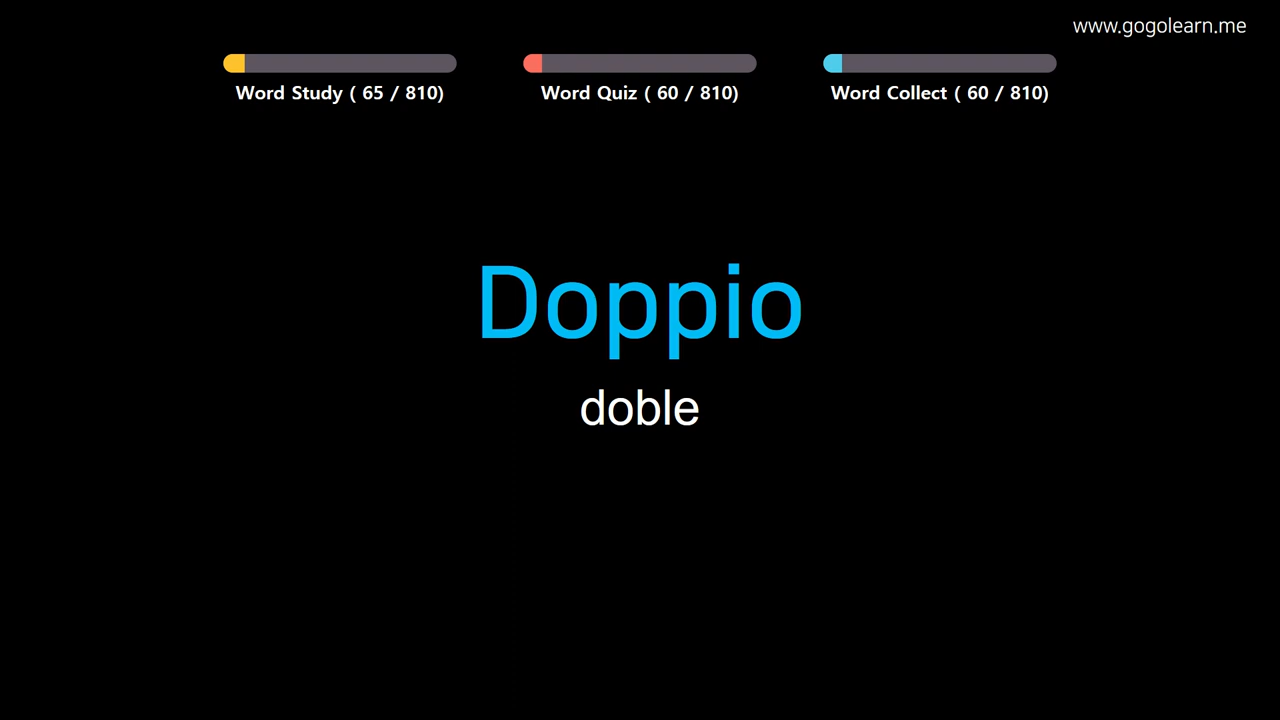 www.gogolearn.me
Word Study ( 65 / 810)
Word Quiz ( 60 / 810)
Word Collect ( 60 / 810)
Doppio
doble